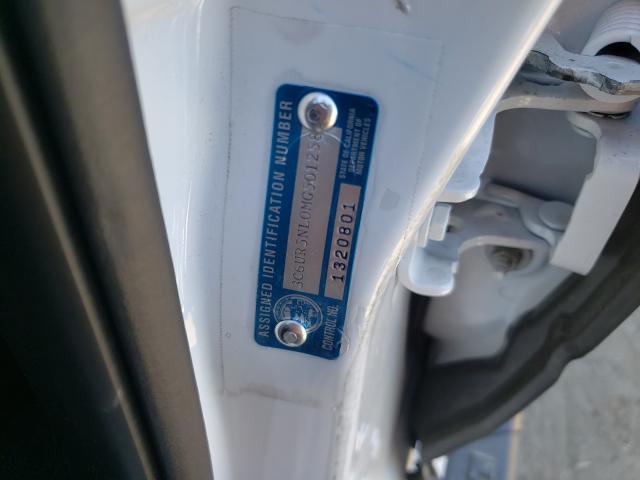 ASSIGNED IDENTIFICATION NUMBER
3C6UR5NL0MG501258
STATE OF CALIFORNIA
DEPARTMENT OF
MOTOR VEHICLES
CONTROL NO.
1320801